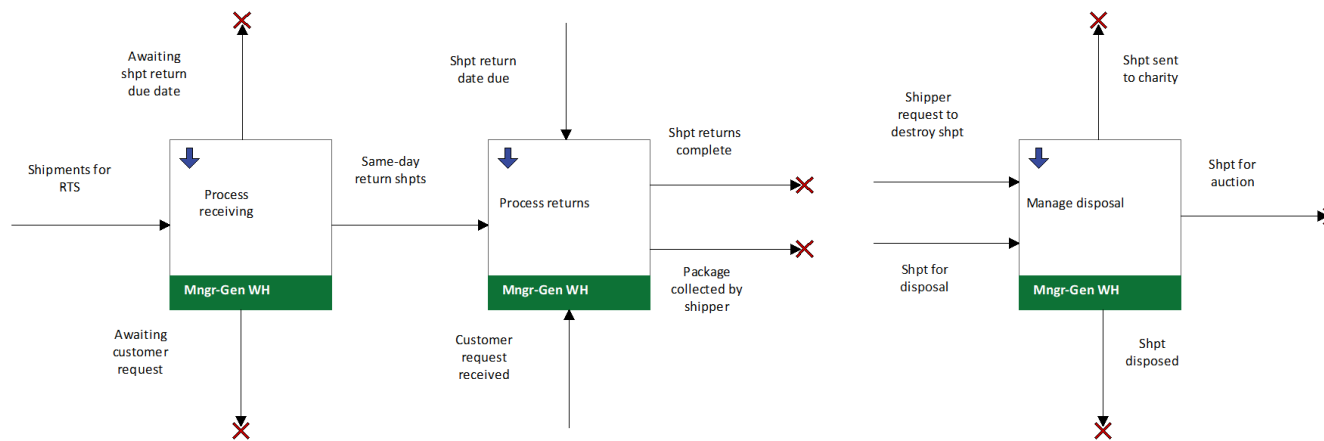 Awaiting
shpt return
due date
Shipments for
RTS
Process
receiving
Mngr-Gen WH
Awaiting
customer
request
Same-day
return shpts
Shpt return
date due
Process returns
Mngr-Gen WH
Customer
request
received
Shpt returns
complete
Package
collected by
shipper
Shipper
request to
destroy shpt
Shpt for
disposal
Shpt sent
to charity
Manage disposal
Mngr-Gen WH
Shpt
disposed
Shpt for
auction